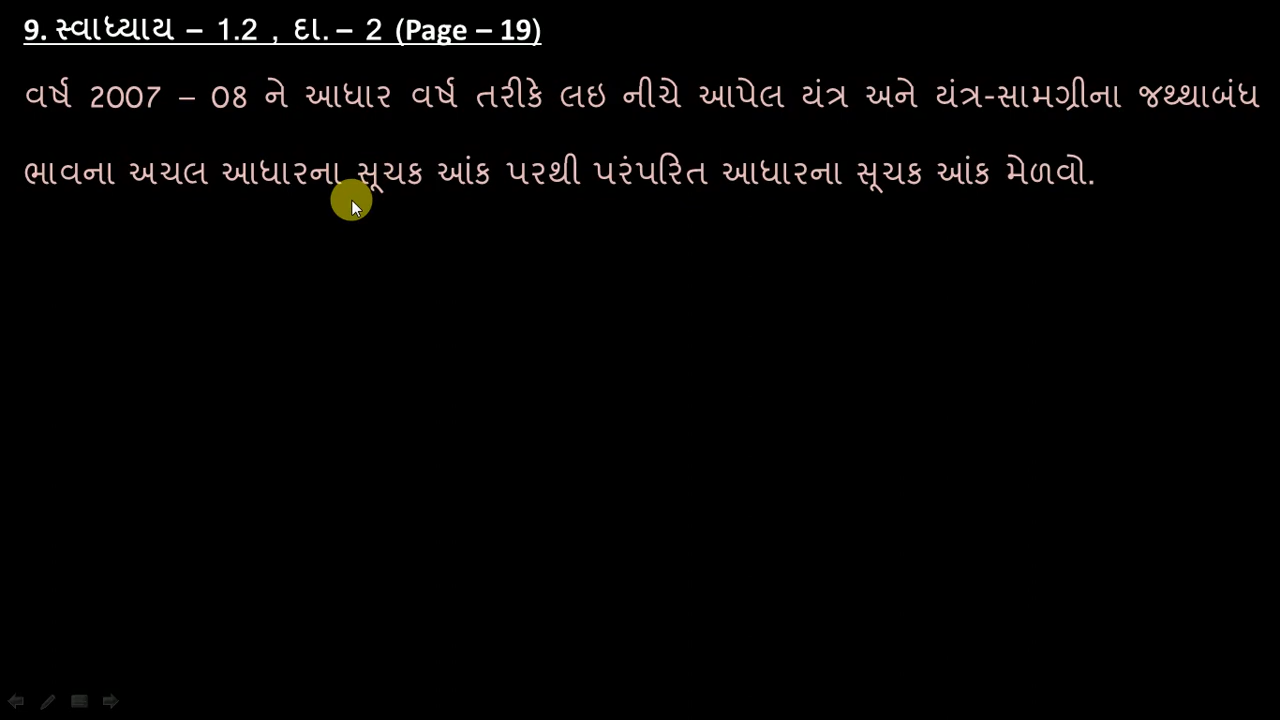 9. સ્વાધ્યાય – 1.2 , દા. – 2 (Page – 19)
વર્ષ 2007 – 08 ને આધાર વર્ષ તરીકે લઇ નીચે આપેલ યંત્ર અને યંત્ર-સામગ્રીના જથ્થાબંધ
ભાવના અચલ આધારના સૂચક આંક પરથી પરંપરિત આધારના સૂચક આંક મેળવો.